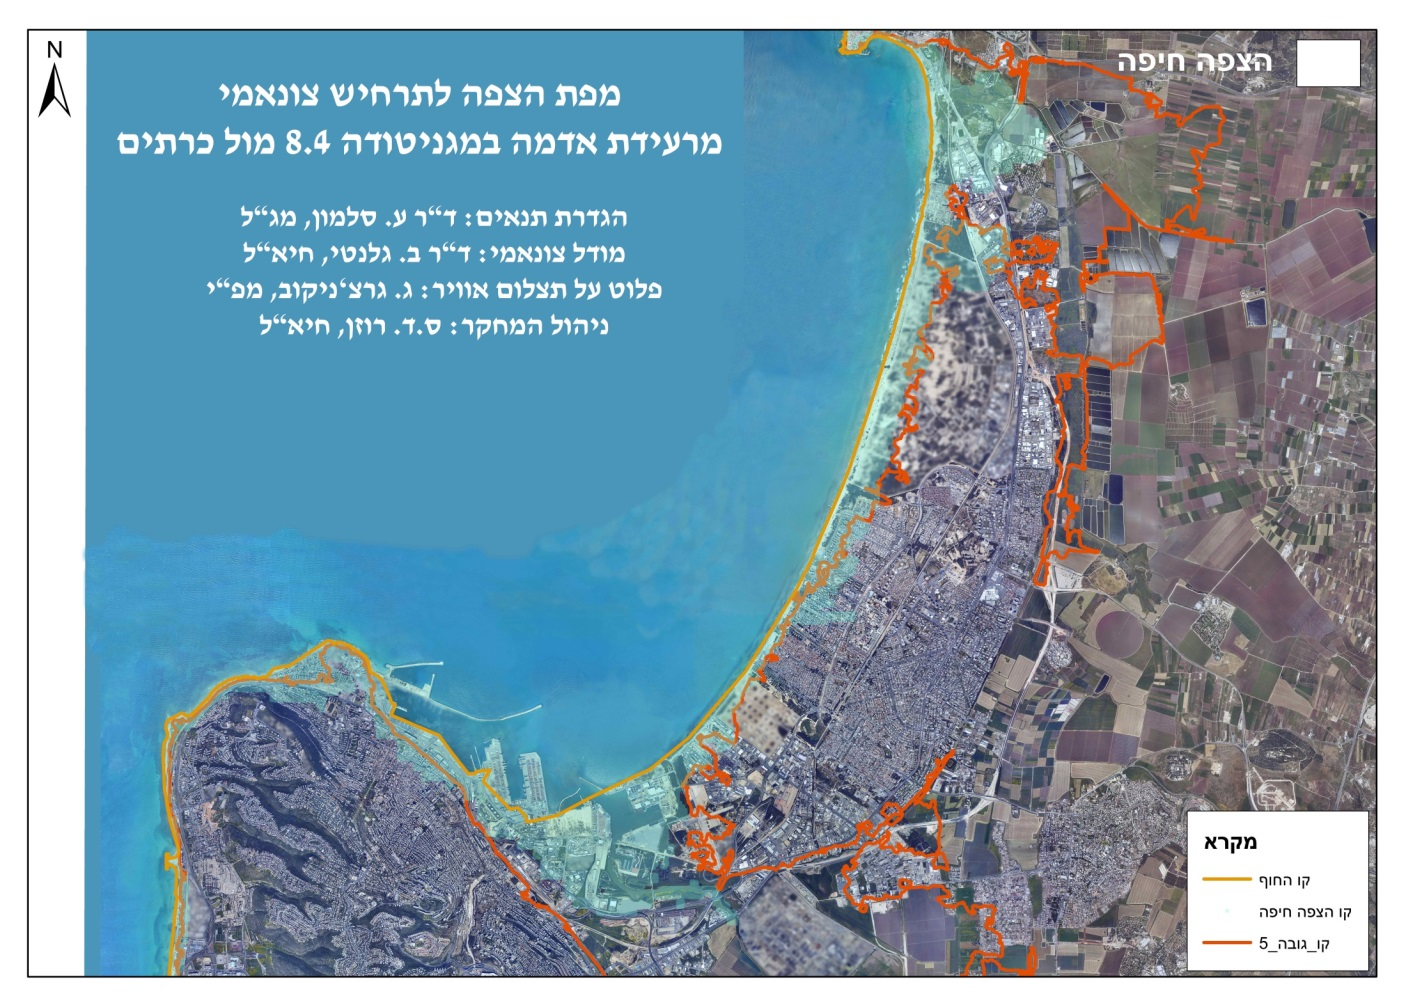 N
הצפה חיפה
מפת הצפה לתרחיש צונאמי
מרעידת אדמה במגניטודה 8.4 מול כרתים
הגדרת תנאים: ד״ר ע. סלמון, מג״ל
מודל צונאמי: ד״ר ב. גלנטי, חיא״ל
פלוט על תצלום אוויר: ג. גרצ׳ניקוב, מפ״י
ניהול המחקר: ס.ד. רוזן, חיא״ל
מקרא
קו החוף
קו הצפה חיפה
קו_גובה_5